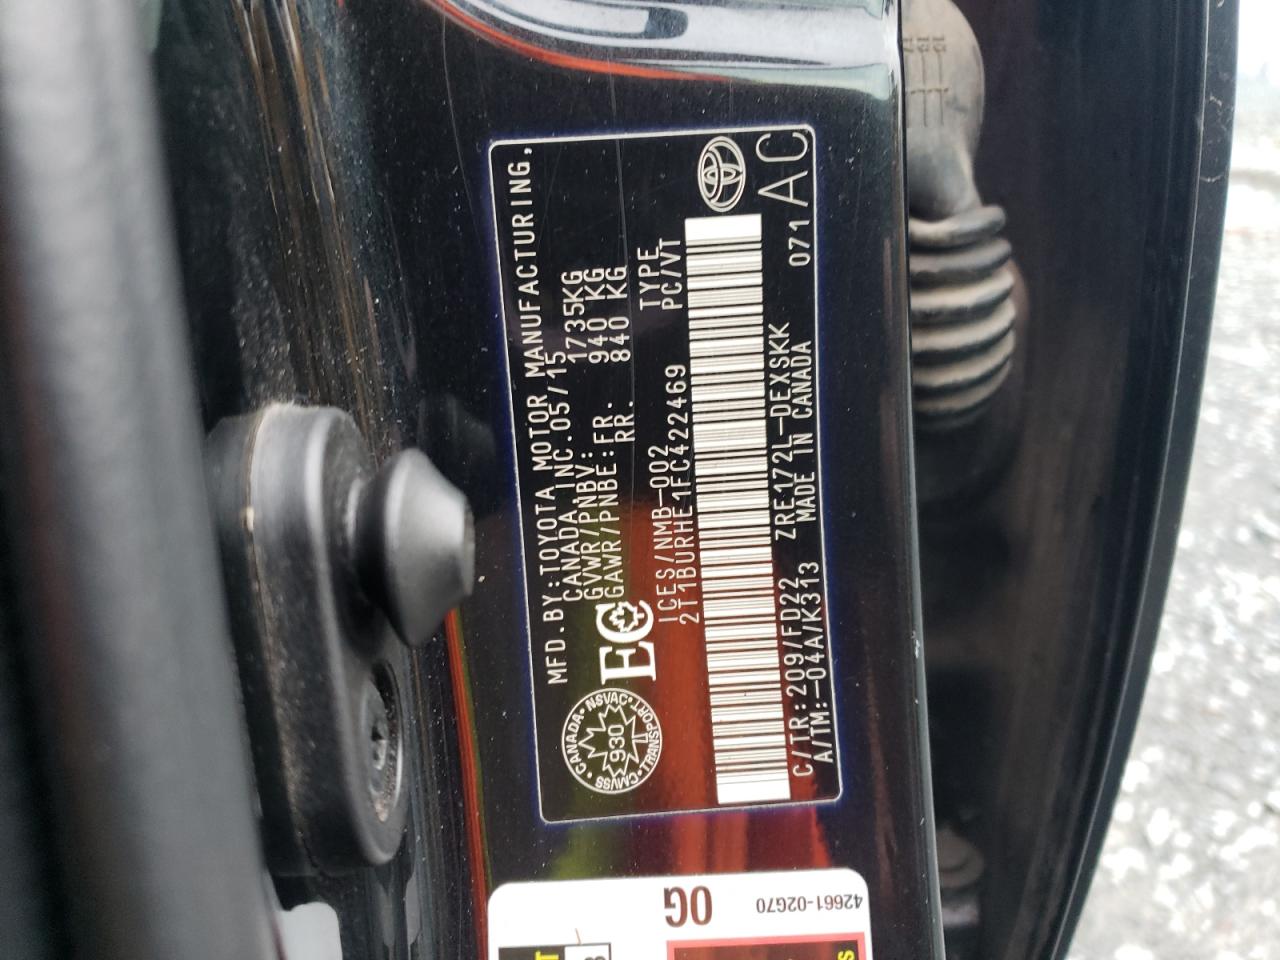 MFD.BY:TOYOTA MOTOR MANUFACTURING,
CANADA,INC.05/15
GVWR/PNBV: 1735KG
GAWR/PNBE:FR. 940 KG
RR. 840 KG
EC
ICES/NMB-002 TYPE
2T1BURHE1FC422469 PC/VT
CANADA • NSVAC • TRANSPORT • CMVSS •
930
C/TR:209/FD22 ZRE172L-DEXSKK 071
A/TM:-04A/K313 MADE IN CANADA
AC
0G
42661-02G70